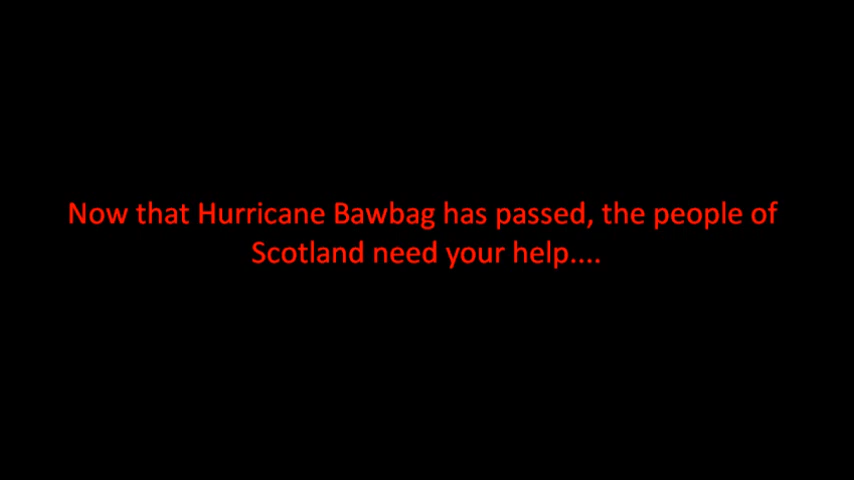 Now that Hurricane Bawbag has passed, the people of
Scotland need your help....